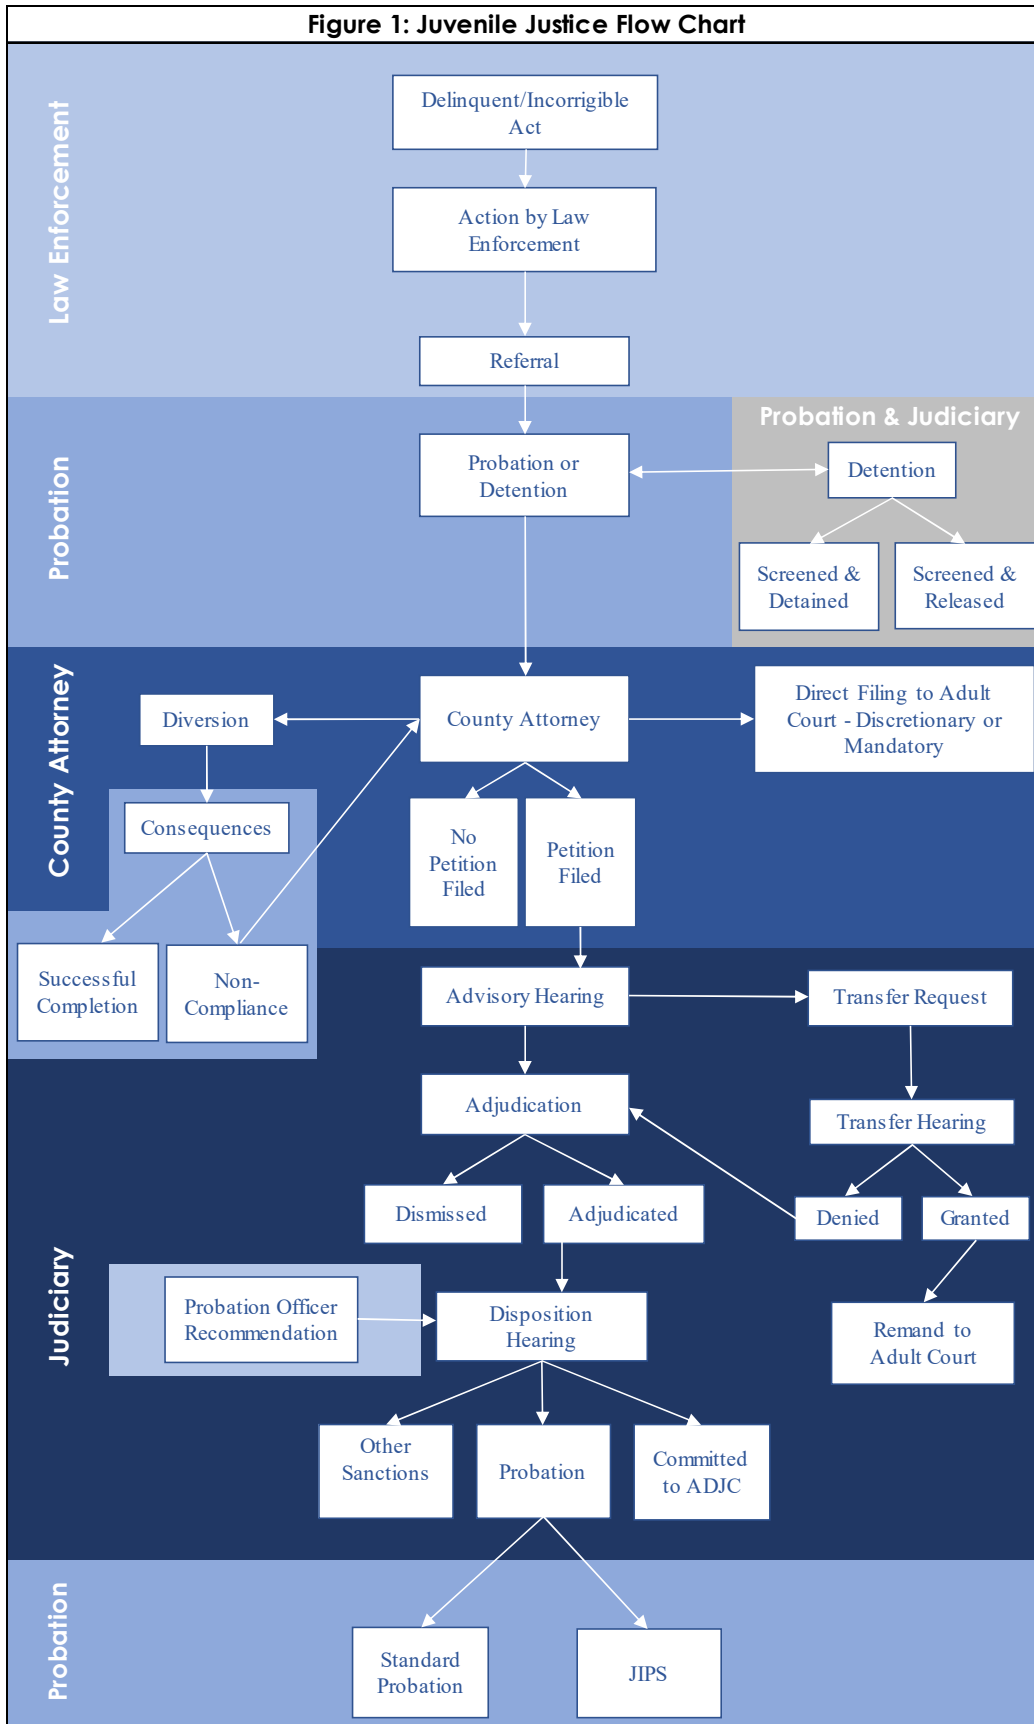 Figure 1: Juvenile Justice Flow Chart
Law Enforcement
Delinquent/Incorrigible
Act
Action by Law
Enforcement
Referral
Probation
Probation or
Detention
Probation & Judiciary
Detention
Screened &
Detained
Screened &
Released
County Attorney
Diversion
County Attorney
Direct Filing to Adult
Court - Discretionary or
Mandatory
Consequences
No
Petition
Filed
Petition
Filed
Successful
Completion
Non-
Compliance
Judiciary
Advisory Hearing
Transfer Request
Adjudication
Transfer Hearing
Dismissed
Adjudicated
Denied
Granted
Probation Officer
Recommendation
Disposition
Hearing
Remand to
Adult Court
Other
Sanctions
Probation
Committed
to ADJC
Probation
Standard
Probation
JIPS